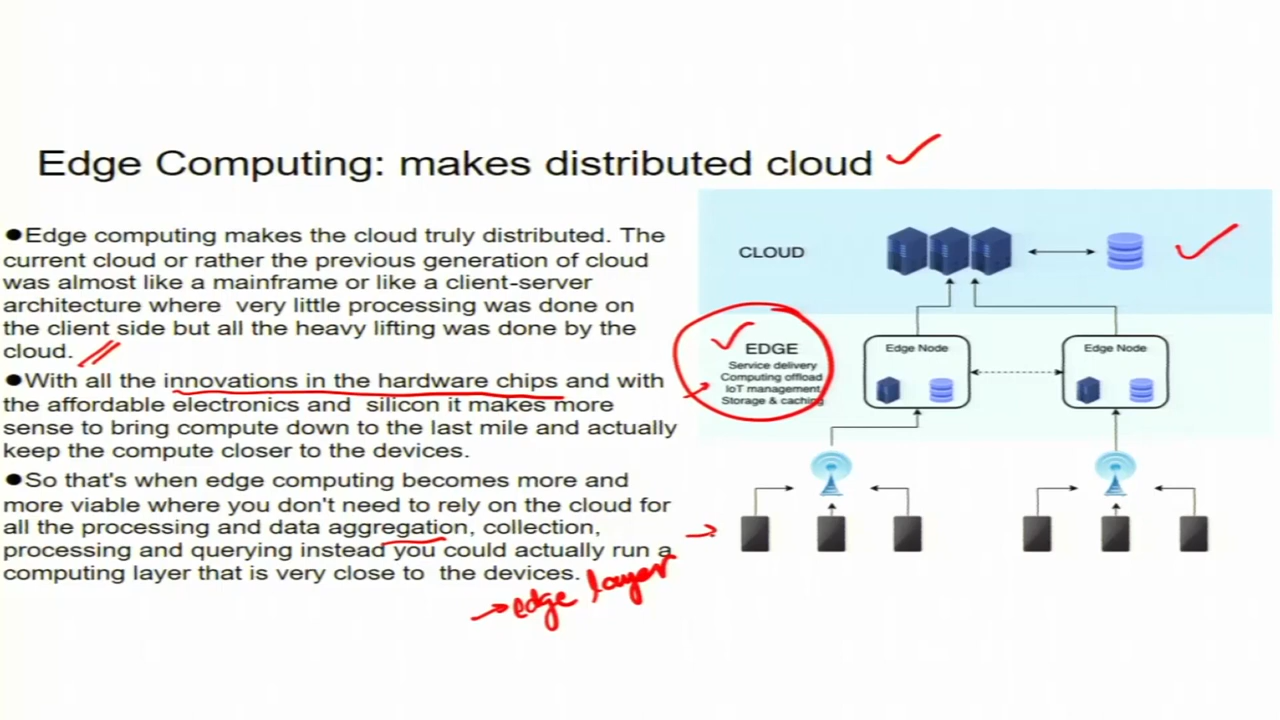 Edge Computing: makes distributed cloud
●Edge computing makes the cloud truly distributed. The
current cloud or rather the previous generation of cloud
was almost like a mainframe or like a client-server
architecture where very little processing was done on
the client side but all the heavy lifting was done by the
cloud.
●With all the innovations in the hardware chips and with
the affordable electronics and silicon it makes more
sense to bring compute down to the last mile and actually
keep the compute closer to the devices.
●So that's when edge computing becomes more and
more viable where you don't need to rely on the cloud for
all the processing and data aggregation, collection,
processing and querying instead you could actually run a
computing layer that is very close to the devices.
edge layer
CLOUD
EDGE
Service delivery
Computing offload
IoT management
Storage & caching
Edge Node
Edge Node